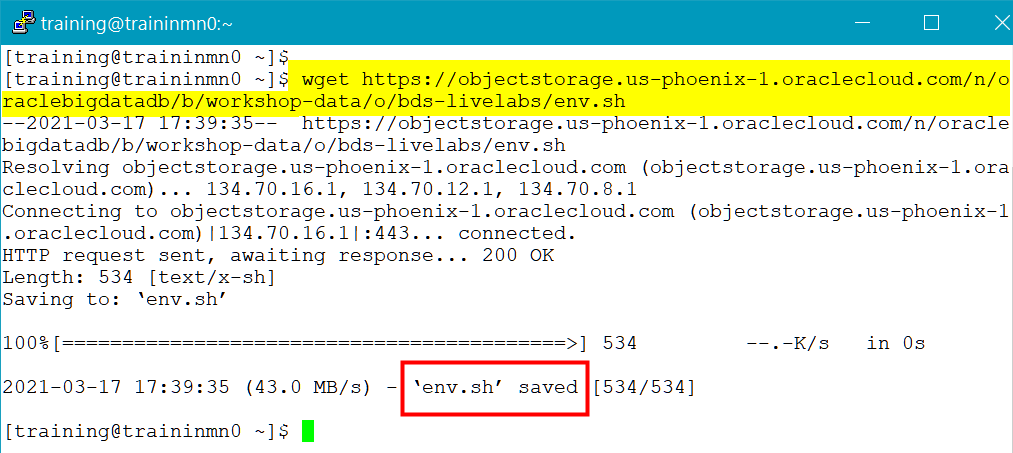 training@traininmn0:~
[training@traininmn0 ~]$
[training@traininmn0 ~]$ wget https://objectstorage.us-phoenix-1.oraclecloud.com/n/o
raclebigdatadb/b/workshop-data/o/bds-livelabs/env.sh
--2021-03-17 17:39:35--  https://objectstorage.us-phoenix-1.oraclecloud.com/n/oracle
bigdatadb/b/workshop-data/o/bds-livelabs/env.sh
Resolving objectstorage.us-phoenix-1.oraclecloud.com (objectstorage.us-phoenix-1.ora
clecloud.com)... 134.70.16.1, 134.70.12.1, 134.70.8.1
Connecting to objectstorage.us-phoenix-1.oraclecloud.com (objectstorage.us-phoenix-1
.oraclecloud.com)|134.70.16.1|:443... connected.
HTTP request sent, awaiting response... 200 OK
Length: 534 [text/x-sh]
Saving to: ‘env.sh’
100%[==========================================>] 534         --.-K/s   in 0s
2021-03-17 17:39:35 (43.0 MB/s) - ‘env.sh’ saved [534/534]
[training@traininmn0 ~]$